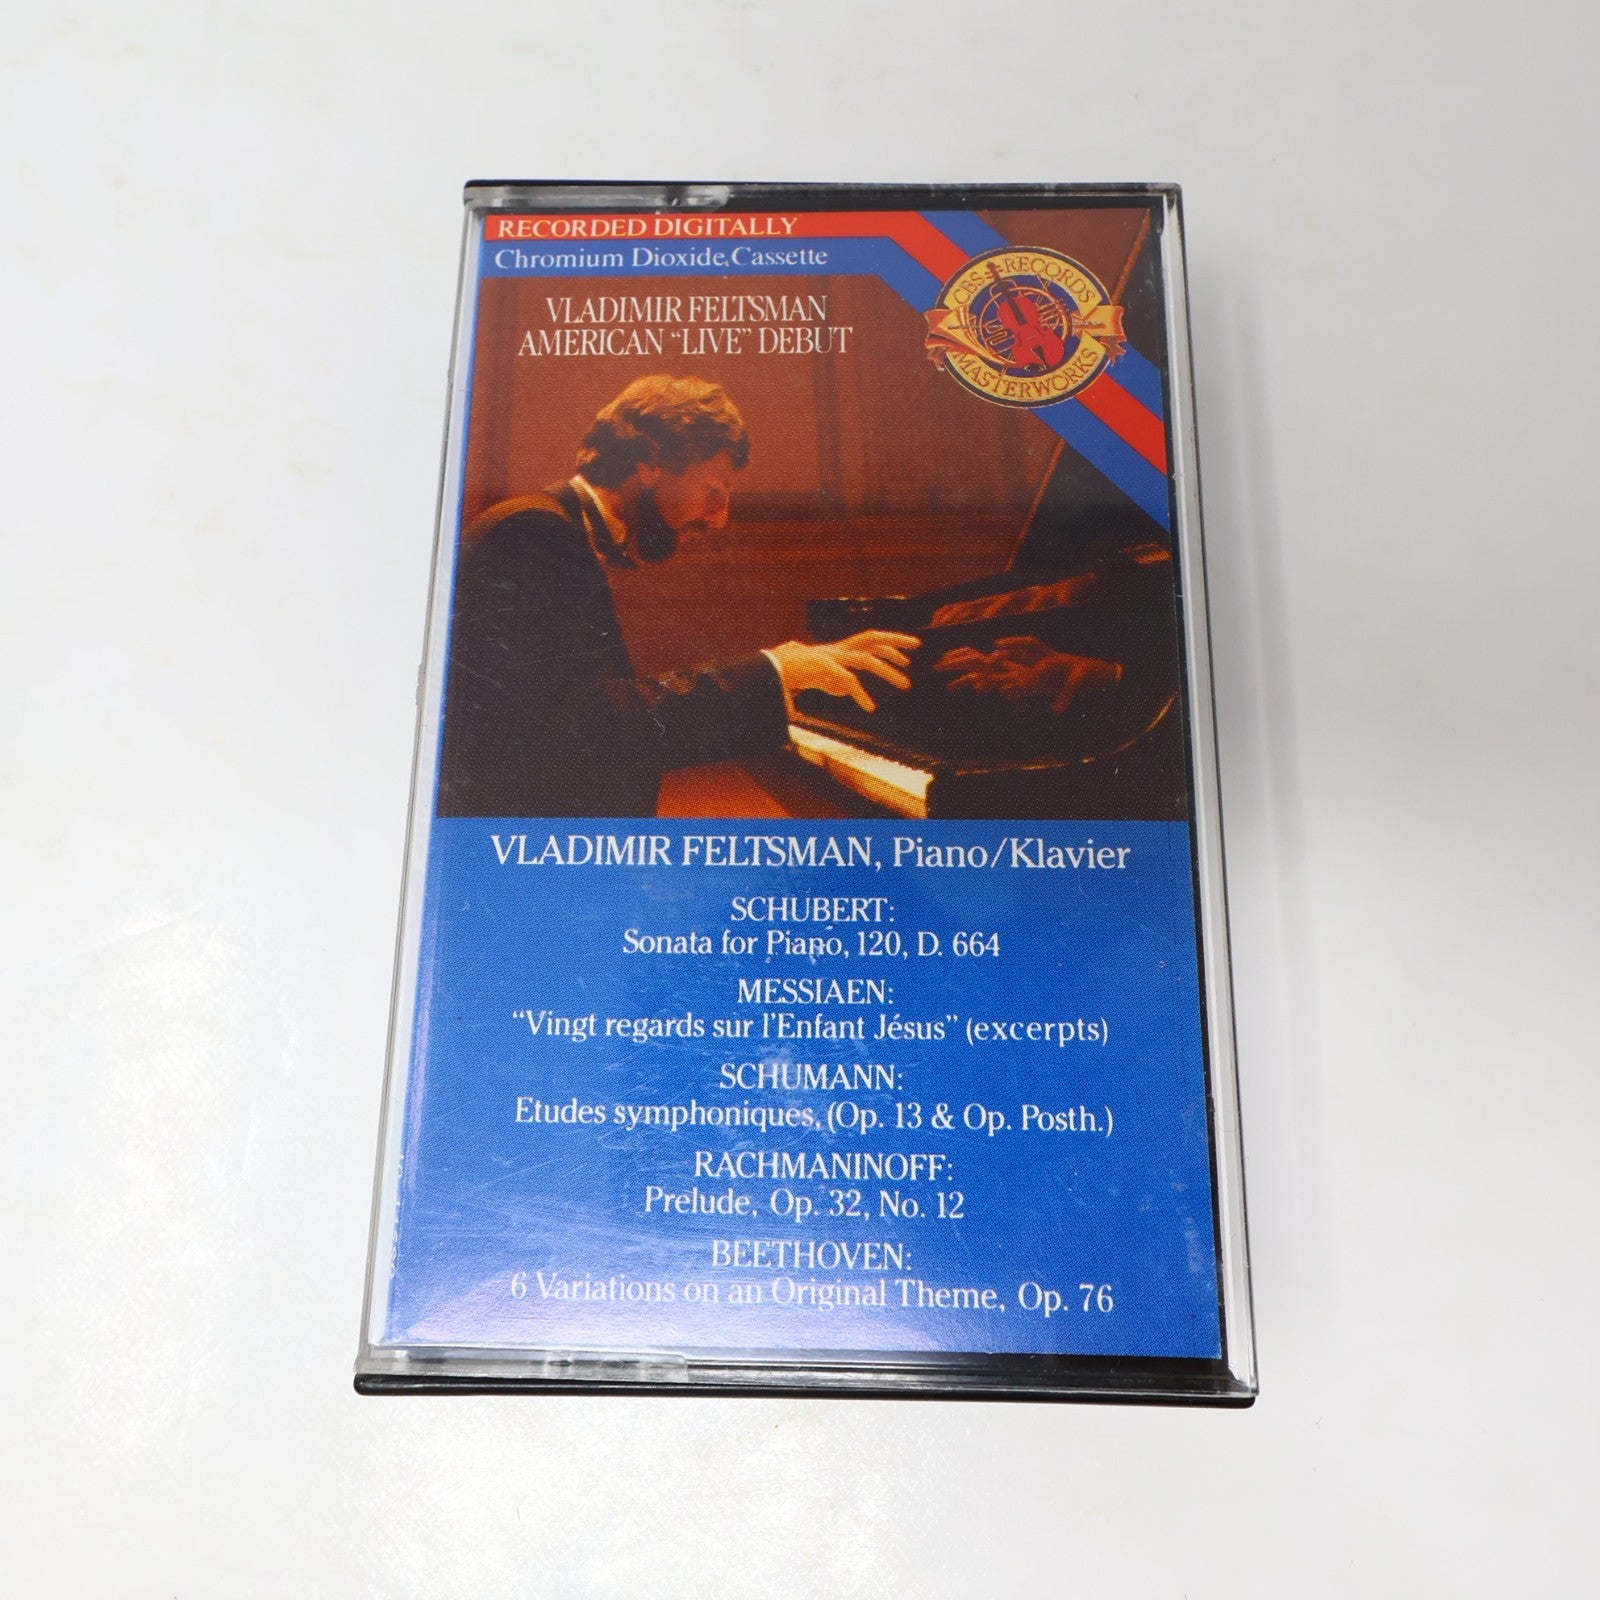 RECORDED DIGITALLY
Chromium Dioxide Cassette
VLADIMIR FELTSMAN
AMERICAN “LIVE” DEBUT
CBS RECORDS
MASTERWORKS
VLADIMIR FELTSMAN, Piano/Klavier
SCHUBERT:
Sonata for Piano, 120, D. 664
MESSIAEN:
“Vingt regards sur l'Enfant Jésus” (excerpts)
SCHUMANN:
Etudes symphoniques, (Op. 13 & Op. Posth.)
RACHMANINOFF:
Prelude, Op. 32, No. 12
BEETHOVEN:
6 Variations on an Original Theme, Op. 76